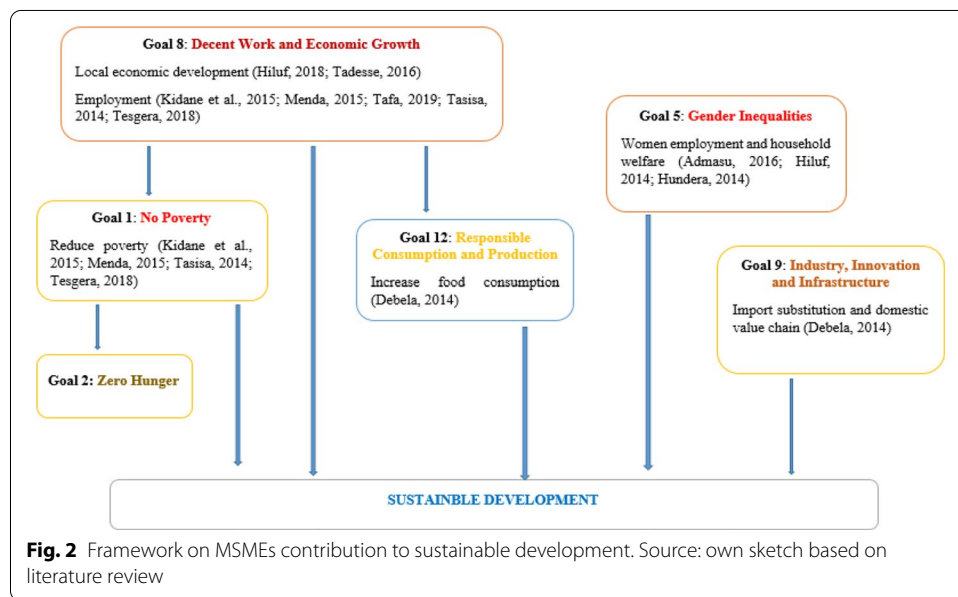 Goal 8: Decent Work and Economic Growth
Local economic development (Hiluf, 2018; Tadesse, 2016)
Employment (Kidane et al., 2015; Menda, 2015; Tafa, 2019; Tasisa,
2014; Tesgera, 2018)
Goal 5: Gender Inequalities
Women employment and household
welfare (Admasu, 2016; Hiluf,
2014; Hundera, 2014)
Goal 1: No Poverty
Reduce poverty (Kidane et al.,
2015; Menda, 2015; Tasisa, 2014;
Tesgera, 2018)
Goal 12: Responsible
Consumption and Production
Increase food consumption
(Debela, 2014)
Goal 9: Industry, Innovation
and Infrastructure
Import substitution and domestic
value chain (Debela, 2014)
Goal 2: Zero Hunger
SUSTAINBLE DEVELOPMENT
Fig. 2 Framework on MSMEs contribution to sustainable development. Source: own sketch based on
literature review